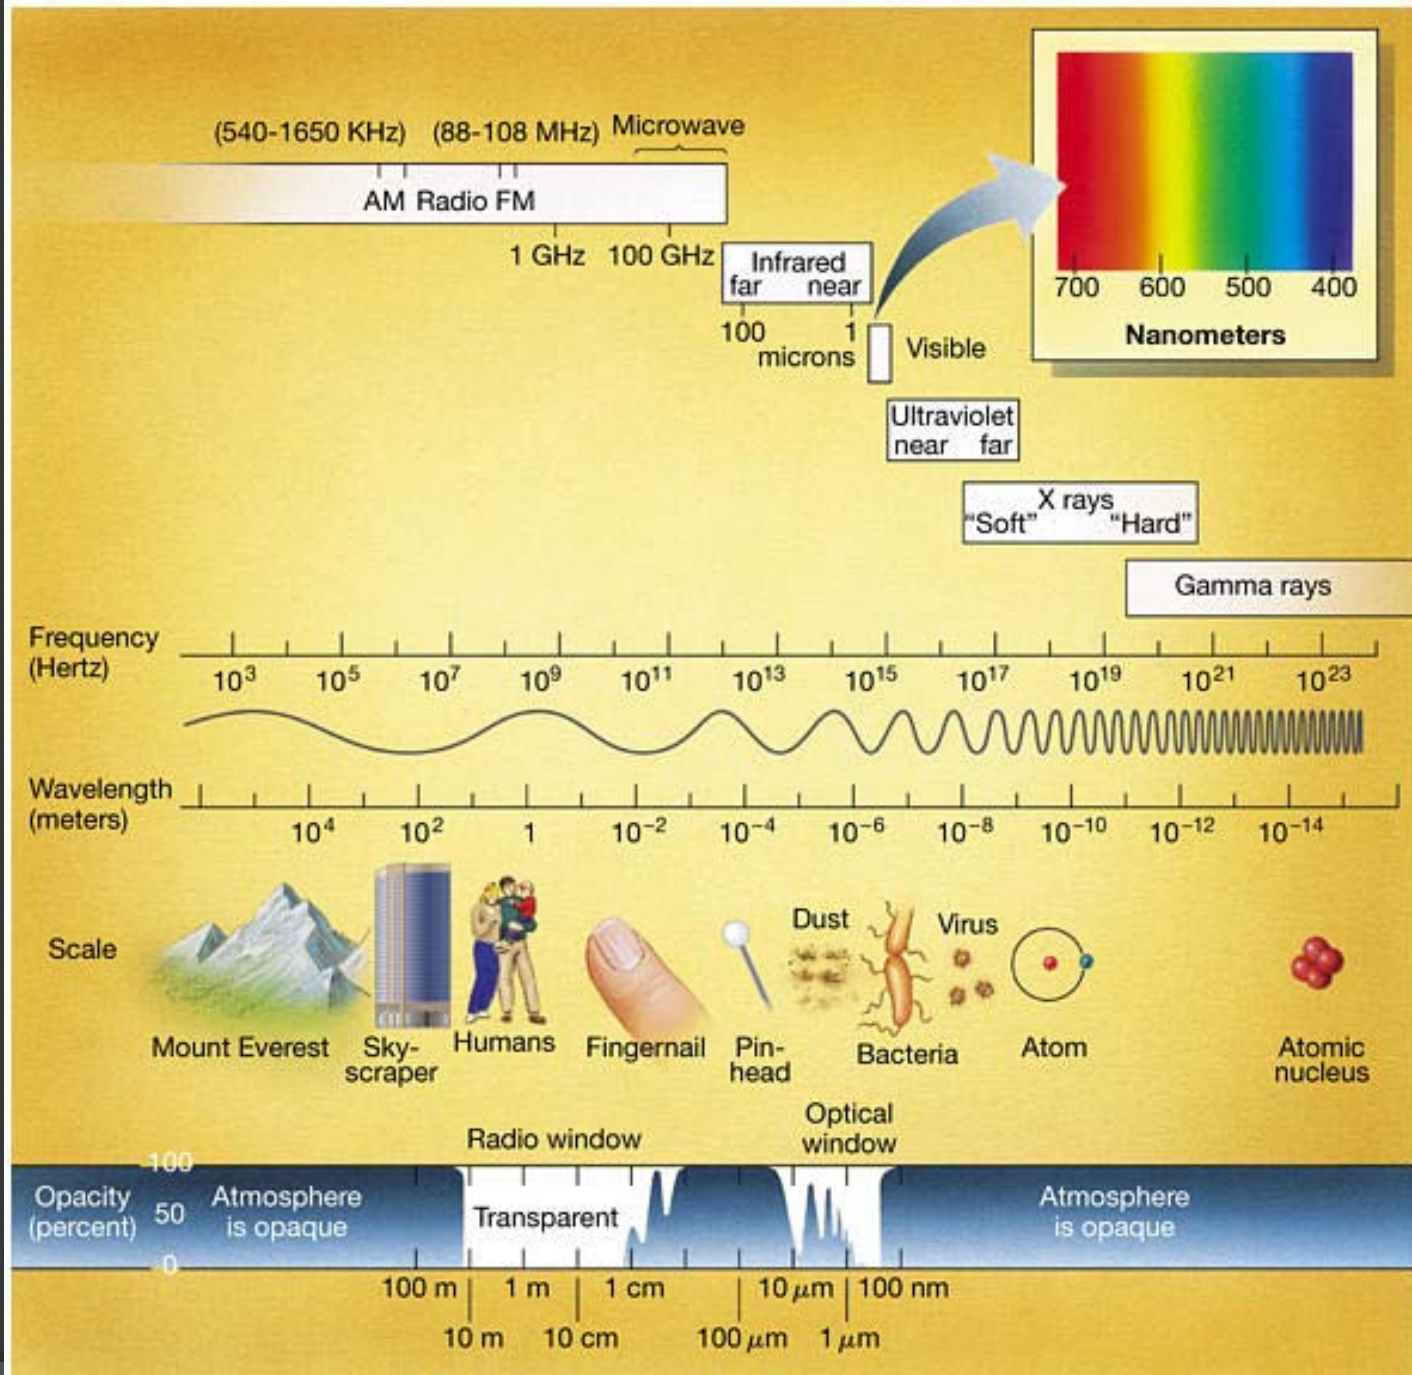 (540-1650 KHz) (88-108 MHz) Microwave
AM Radio FM
1 GHz 100 GHz
Infrared
far near
100 1
microns
Visible
700 600 500 400
Nanometers
Ultraviolet
near far
X rays
“Soft” “Hard”
Gamma rays
Frequency
(Hertz)
10³ 10⁵ 10⁷ 10⁹ 10¹¹ 10¹³ 10¹⁵ 10¹⁷ 10¹⁹ 10²¹ 10²³
Wavelength
(meters)
10⁴ 10² 1 10⁻² 10⁻⁴ 10⁻⁶ 10⁻⁸ 10⁻¹⁰ 10⁻¹² 10⁻¹⁴
Scale
Dust
Virus
Mount Everest
Sky-
scraper
Humans
Fingernail
Pin-
head
Bacteria
Atom
Atomic
nucleus
Radio window
Optical
window
Opacity
(percent)
100
50
0
Atmosphere
is opaque
Transparent
Atmosphere
is opaque
100 m 1 m 1 cm 10 μm 100 nm
10 m 10 cm 100 μm 1 μm